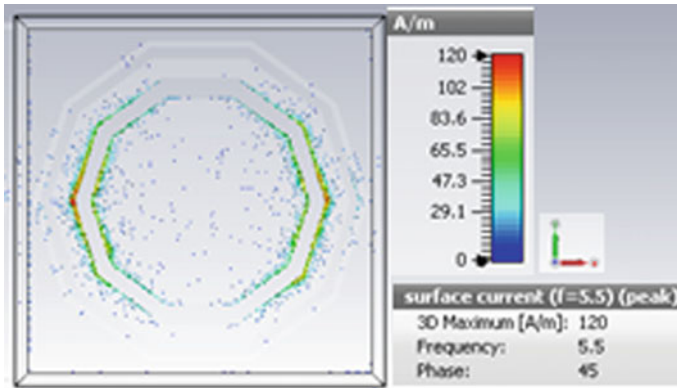 A/m
120
102
83.6
65.5
47.3
29.1
0
surface current (f=5.5) (peak)
3D Maximum [A/m]: 120
Frequency: 5.5
Phase: 45